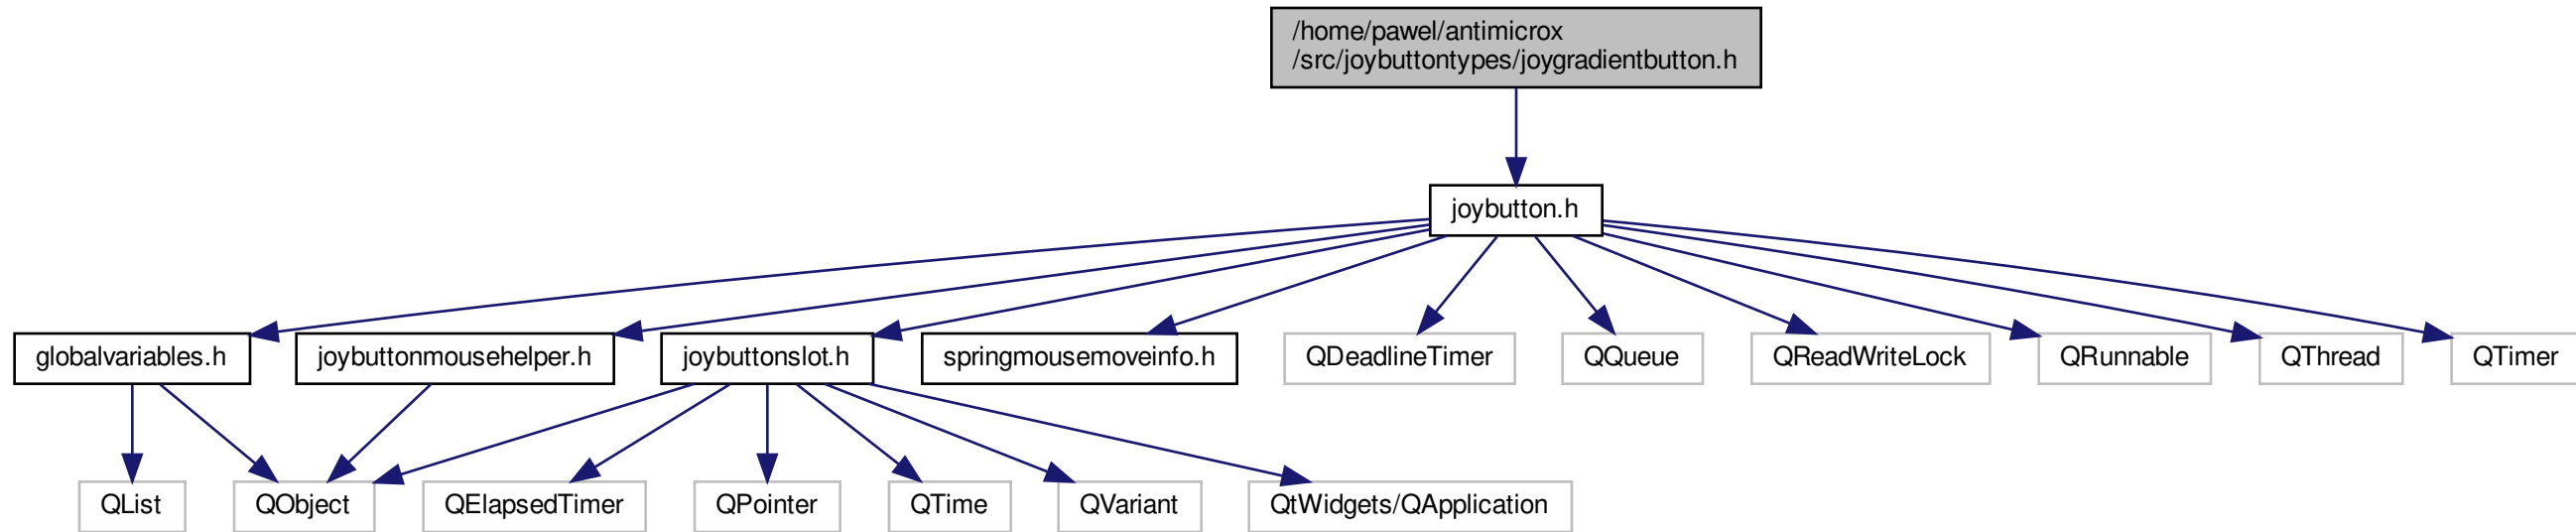 /home/pawel/antimicrox
/src/joybuttontypes/joygradientbutton.h
joybutton.h
globalvariables.h
joybuttonmousehelper.h
joybuttonslot.h
springmousemoveinfo.h
QDeadlineTimer
QQueue
QReadWriteLock
QRunnable
QThread
QTimer
QList
QObject
QElapsedTimer
QPointer
QTime
QVariant
QtWidgets/QApplication